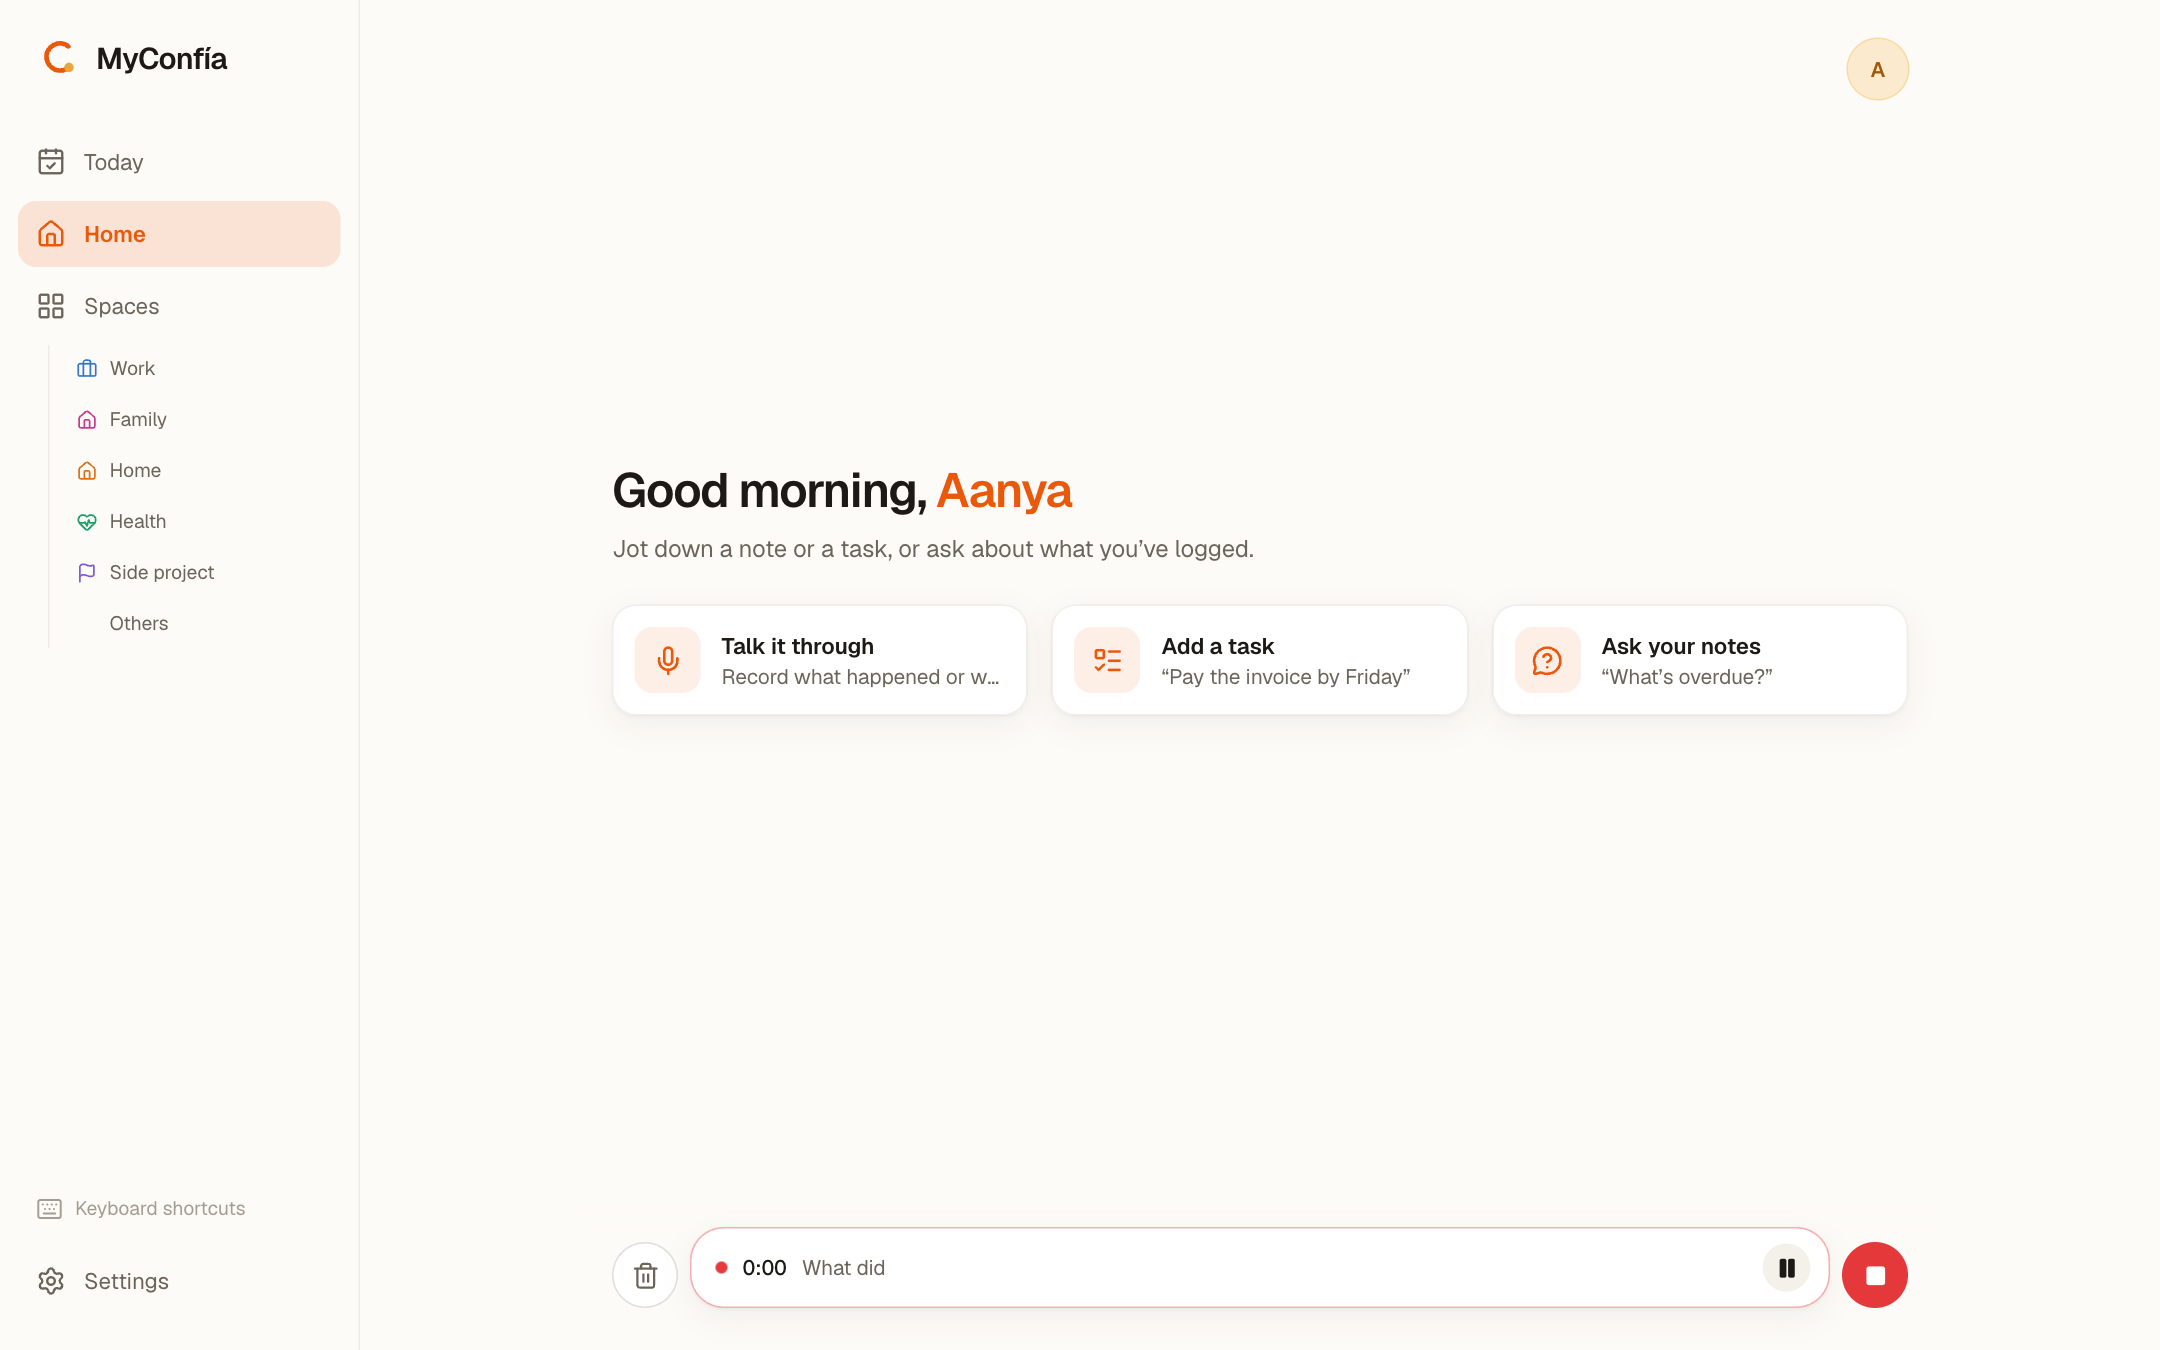 MyConfía
A
Today
Home
Spaces
Work
Family
Home
Health
Side project
Others
Keyboard shortcuts
Settings
Good morning, Aanya
Jot down a note or a task, or ask about what you’ve logged.
Talk it through
Record what happened or w…
Add a task
“Pay the invoice by Friday”
Ask your notes
“What’s overdue?”
0:00 What did